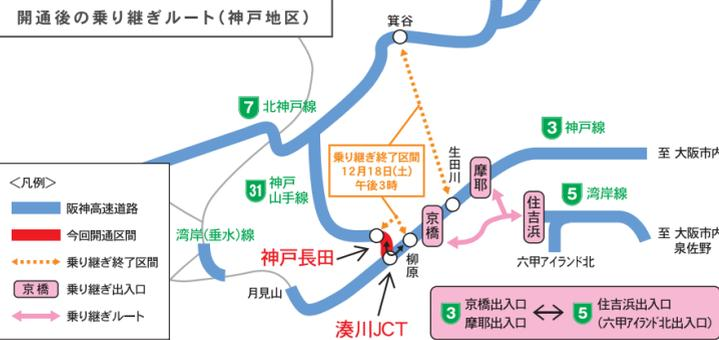 開通後の乗り継ぎルート(神戸地区)
箕谷
7 北神戸線
3 神戸線
至 大阪市内
乗り継ぎ終了区間
12月18日(土)
午後3時
生田川
摩耶
<凡例>
阪神高速道路
今回開通区間
乗り継ぎ終了区間
京橋 乗り継ぎ出入口
乗り継ぎルート
31 神戸
山手線
京橋
住吉浜
5 湾岸線
湾岸(垂水)線
神戸長田
柳原
六甲アイランド北
至 大阪市内
泉佐野
月見山
湊川JCT
3 京橋出入口
摩耶出入口
5 住吉浜出入口
(六甲アイランド北出入口)